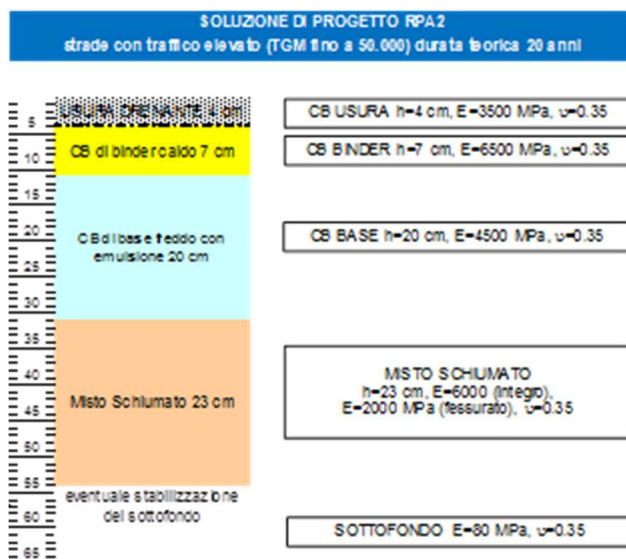 SOLUZIONE DI PROGETTO RPA2
strade con traffico elevato (TGM fino a 50.000) durata teorica 20 anni
USURA DRENANTE 4 cm
CB USURA h=4 cm, E=3500 MPa, υ=0.35
5
CB di binder caldo 7 cm
CB BINDER h=7 cm, E=6500 MPa, υ=0.35
10
15
20
CB di base freddo con
emulsione 20 cm
CB BASE h=20 cm, E=4500 MPa, υ=0.35
25
30
35
40
Misto Schiumato 23 cm
MISTO SCHIUMATO
h=23 cm, E=6000 (integro),
E=2000 MPa (fessurato), υ=0.35
45
50
55
eventuale stabilizzazione
del sottofondo
60
SOTTOFONDO E=80 MPa, υ=0.35
65